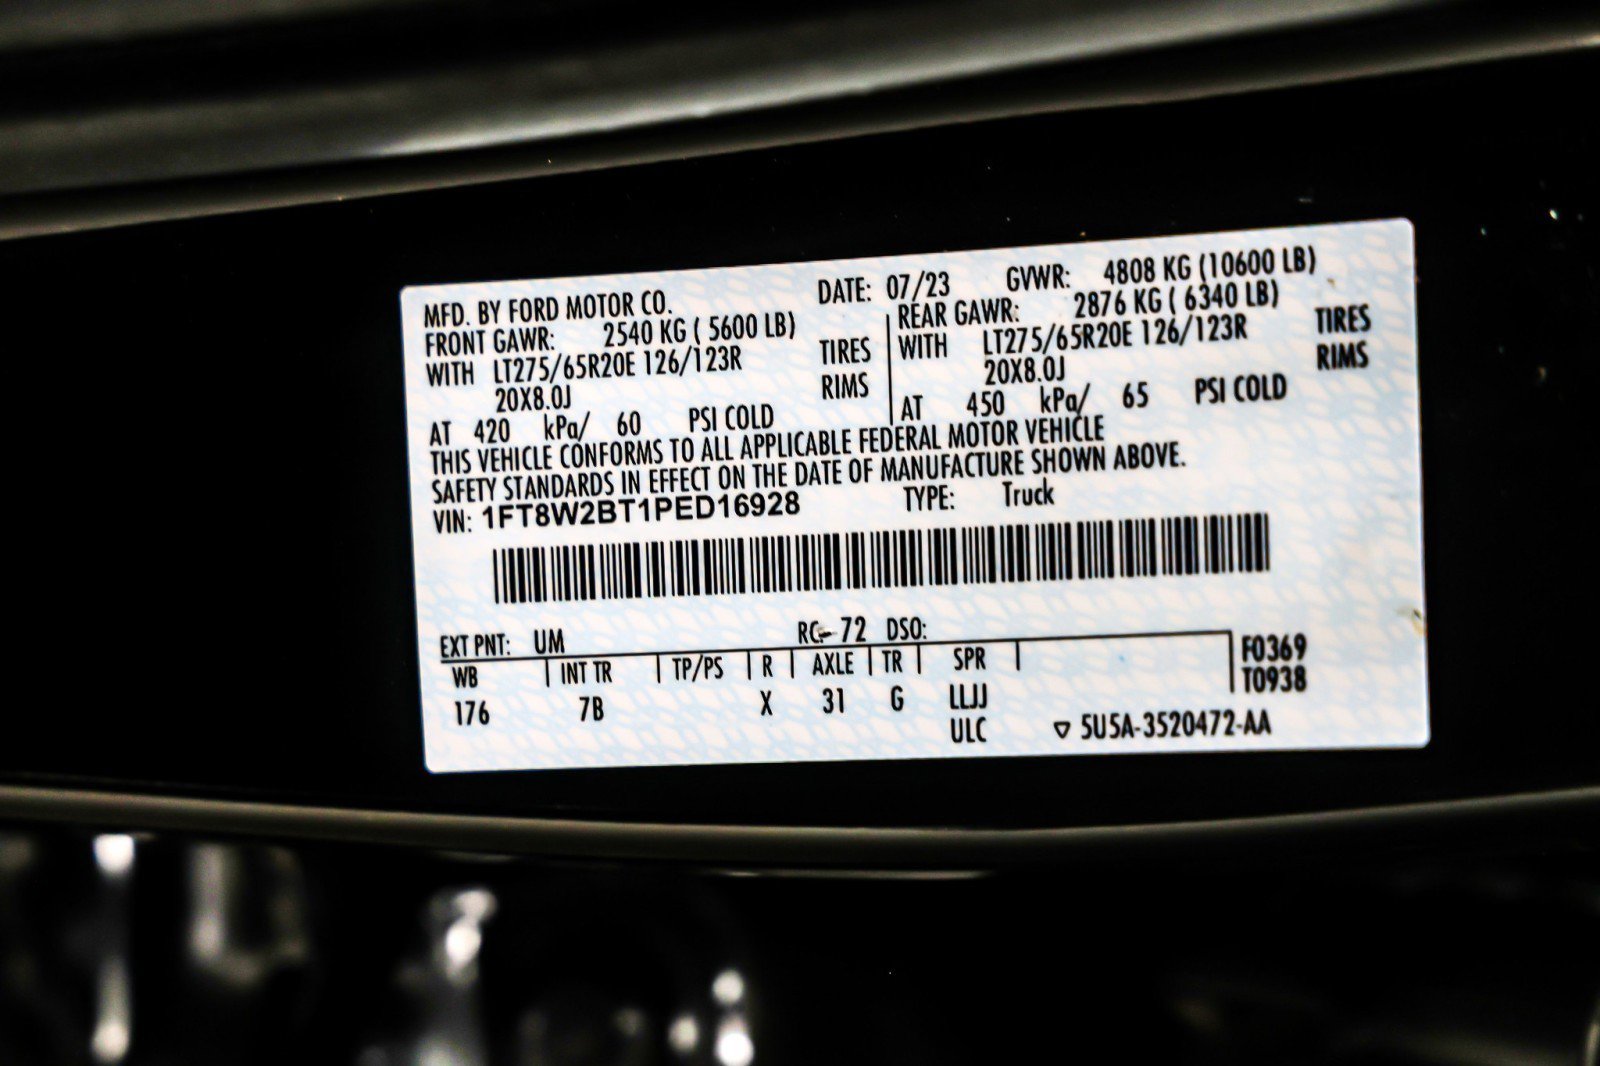 MFD. BY FORD MOTOR CO. DATE: 07/23 GVWR: 4808 KG (10600 LB)
FRONT GAWR: 2540 KG ( 5600 LB) REAR GAWR: 2876 KG ( 6340 LB)
WITH LT275/65R20E 126/123R TIRES WITH LT275/65R20E 126/123R TIRES
20X8.0J RIMS 20X8.0J RIMS
AT 420 kPa/ 60 PSI COLD AT 450 kPa/ 65 PSI COLD
THIS VEHICLE CONFORMS TO ALL APPLICABLE FEDERAL MOTOR VEHICLE
SAFETY STANDARDS IN EFFECT ON THE DATE OF MANUFACTURE SHOWN ABOVE.
VIN: 1FT8W2BT1PED16928 TYPE: Truck
EXT PNT: UM RC: 72 DSO:
WB INT TR TP/PS R AXLE TR SPR F0369
176 7B X 31 G LLJJ T0938
ULC ▽ 5U5A-3520472-AA